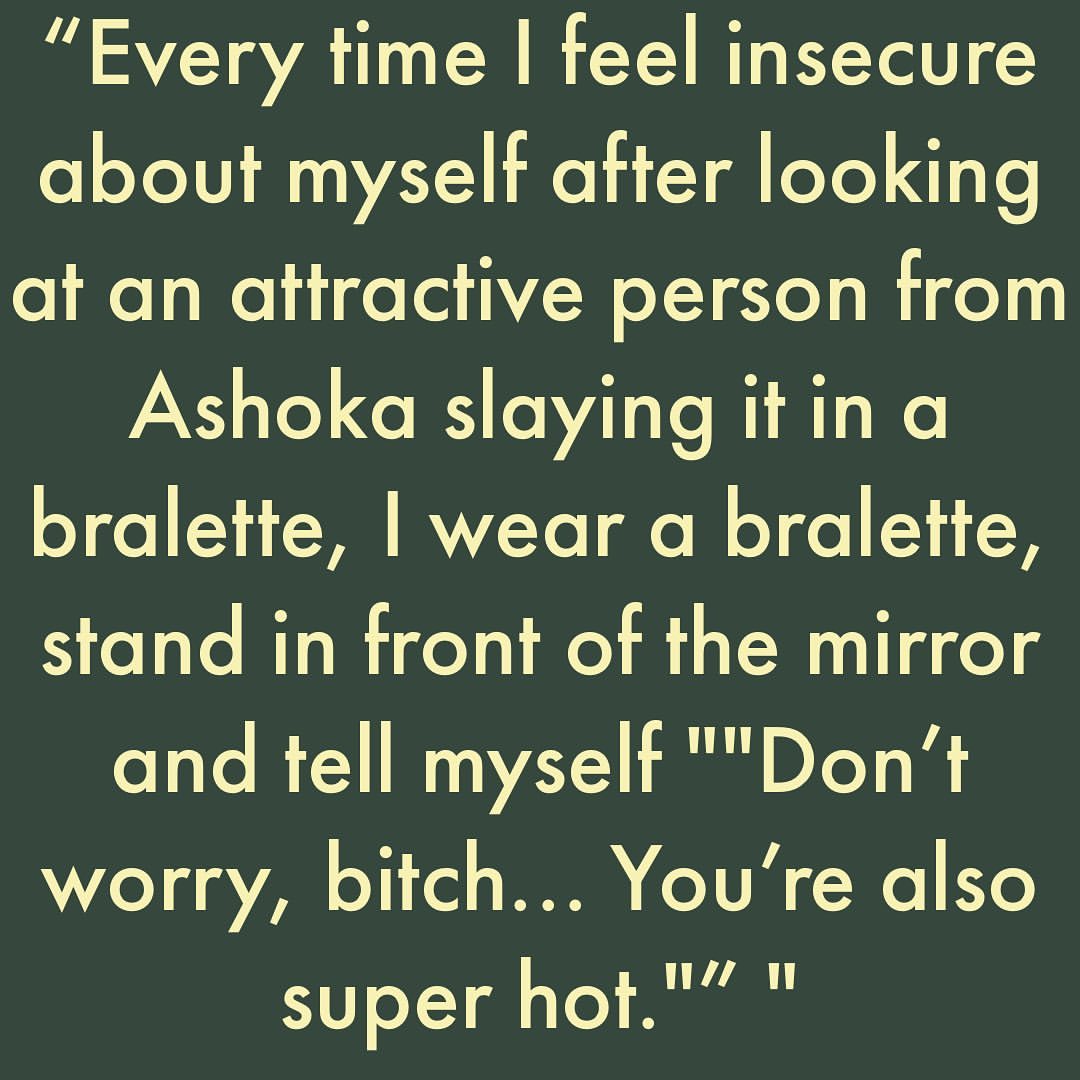 “Every time I feel insecure
about myself after looking
at an attractive person from
Ashoka slaying it in a
bralette, I wear a bralette,
stand in front of the mirror
and tell myself ""Don’t
worry, bitch... You’re also
super hot."” "